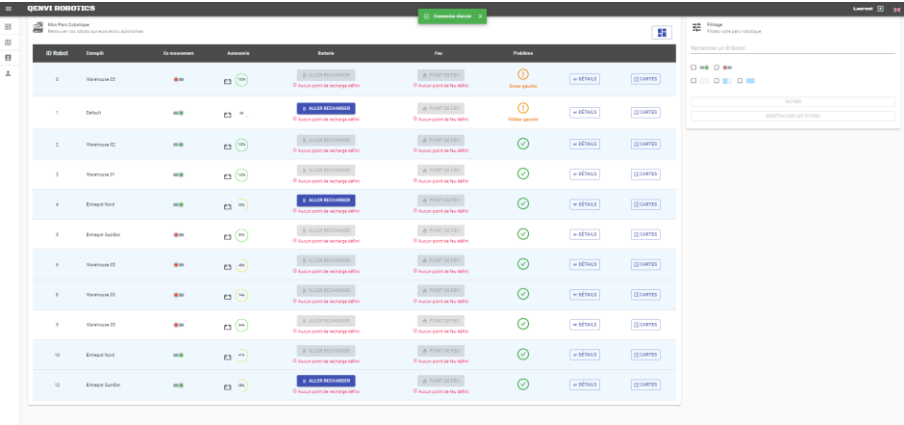 QENVI ROBOTICS
Connexion réussie
Laurent
Mon Parc Cobotique
Retrouver vos robots suiveurs et/ou autonomes
ID Robot Entrepôt En mouvement Autonomie Batterie Feu Problème
0 Warehouse 03 100% ALLER RECHARGER POINT DE FEU DÉTAILS CARTES
Aucun point de recharge défini Aucun point de feu défini
1 Default ALLER RECHARGER POINT DE FEU DÉTAILS CARTES
Aucun point de recharge défini Aucun point de feu défini
2 Warehouse 02 100% ALLER RECHARGER POINT DE FEU DÉTAILS CARTES
Aucun point de recharge défini Aucun point de feu défini
3 Warehouse 01 100% ALLER RECHARGER POINT DE FEU DÉTAILS CARTES
Aucun point de recharge défini Aucun point de feu défini
4 Entrepot Nord ALLER RECHARGER POINT DE FEU DÉTAILS CARTES
Aucun point de recharge défini Aucun point de feu défini
5 Entrepot SudEst ALLER RECHARGER POINT DE FEU DÉTAILS CARTES
Aucun point de recharge défini Aucun point de feu défini
6 Warehouse 03 ALLER RECHARGER POINT DE FEU DÉTAILS CARTES
Aucun point de recharge défini Aucun point de feu défini
8 Warehouse 03 ALLER RECHARGER POINT DE FEU DÉTAILS CARTES
Aucun point de recharge défini Aucun point de feu défini
9 Warehouse 03 ALLER RECHARGER POINT DE FEU DÉTAILS CARTES
Aucun point de recharge défini Aucun point de feu défini
10 Entrepot Nord ALLER RECHARGER POINT DE FEU DÉTAILS CARTES
Aucun point de recharge défini Aucun point de feu défini
12 Entrepot SudEst ALLER RECHARGER POINT DE FEU DÉTAILS CARTES
Aucun point de recharge défini Aucun point de feu défini
Filtrage
Filtrez votre parc robotique
Rechercher un ID Robot
FILTRER
RÉINITIALISER LES FILTRES